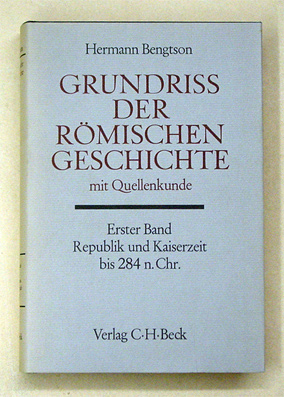 Hermann Bengtson
GRUNDRISS
DER
RÖMISCHEN
GESCHICHTE
mit Quellenkunde
Erster Band
Republik und Kaiserzeit
bis 284 n. Chr.
Verlag C·H·Beck